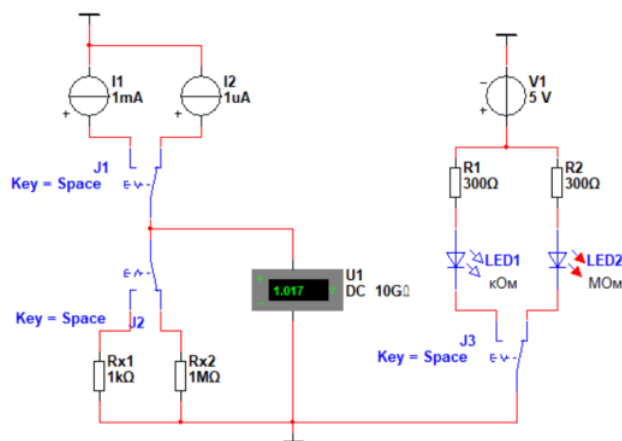 I1
1mA
+
I2
1uA
+
J1
Key = Space
Key = Space
J2
Rx1
1kΩ
Rx2
1MΩ
U1
DC 10GΩ
+
1.017
V
-
V1
5 V
-
+
R1
300Ω
R2
300Ω
LED1
кОм
LED2
МОм
J3
Key = Space